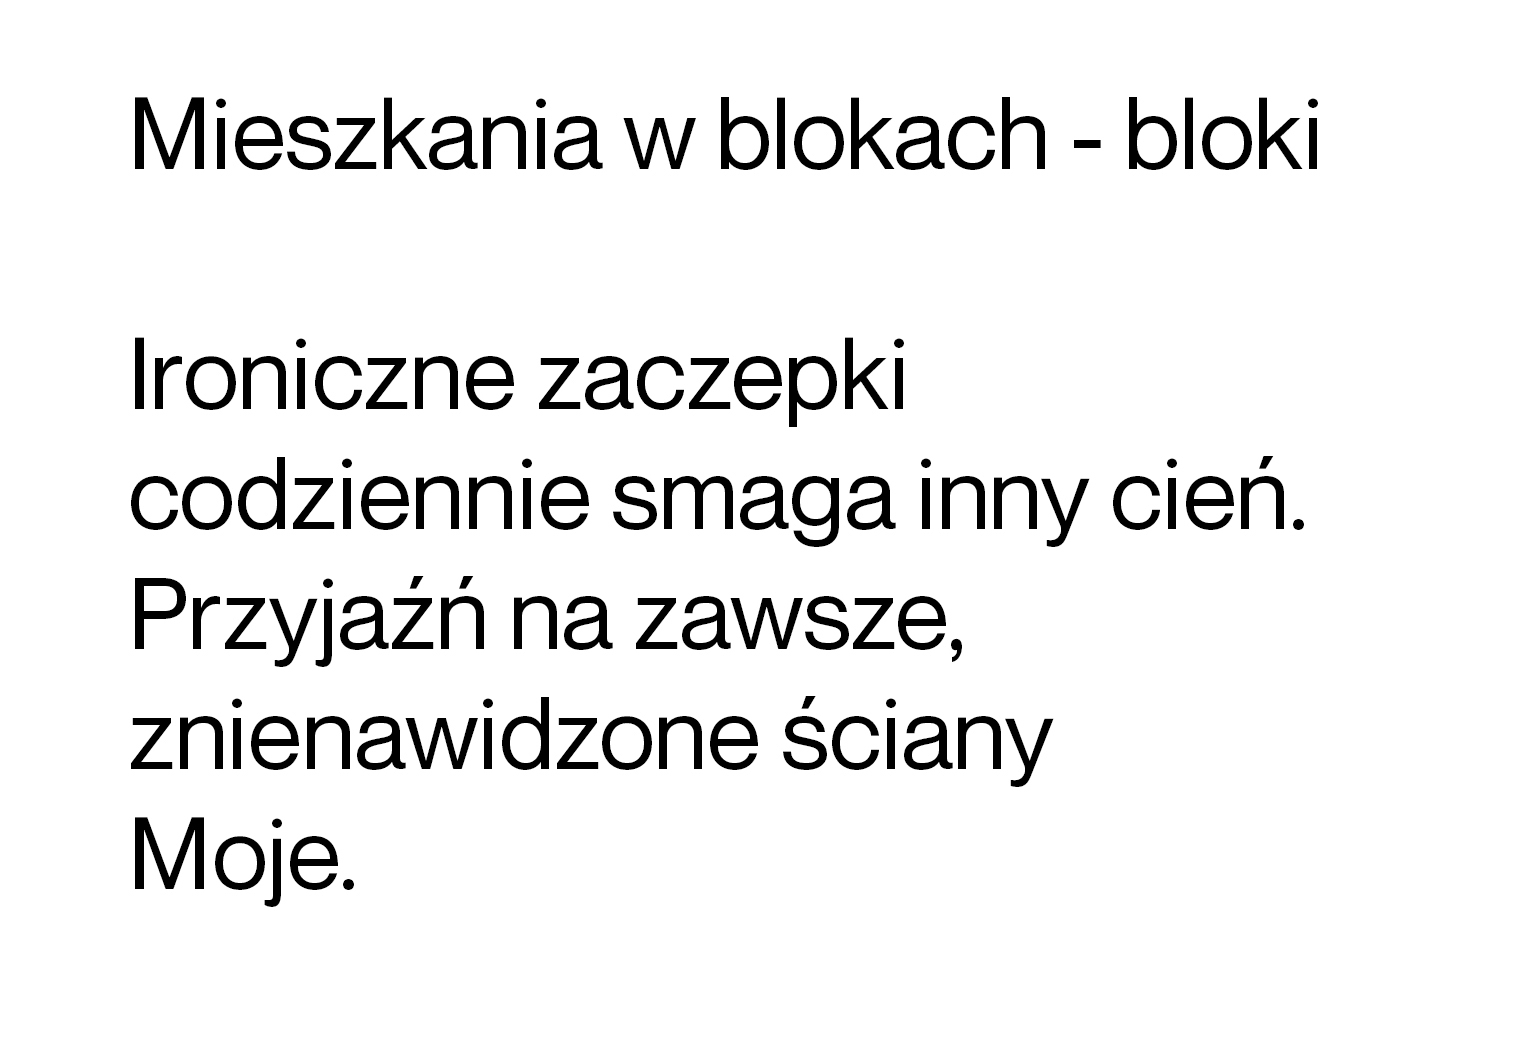 Mieszkania w blokach - bloki
Ironiczne zaczepki
codziennie smaga inny cień.
Przyjaźń na zawsze,
znienawidzone ściany
Moje.